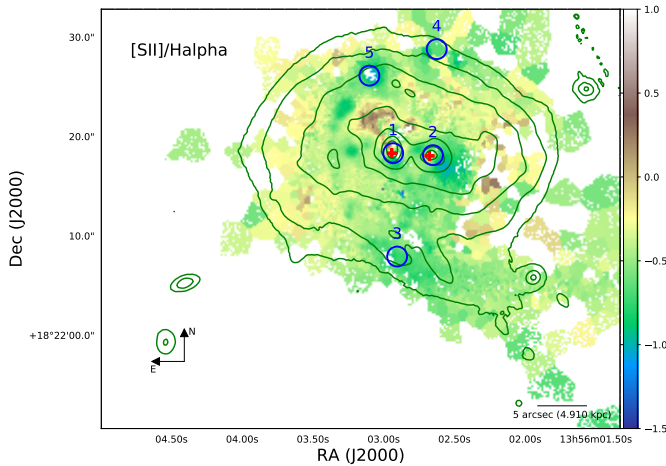 [SII]/Halpha
30.0"
20.0"
10.0"
+18°22'00.0"
Dec (J2000)
4
5
1
2
3
N
E
5 arcsec (4.910 kpc)
04.50s 04.00s 03.50s 03.00s 02.50s 02.00s 13h56m01.50s
RA (J2000)
1.0
0.5
0.0
−0.5
−1.0
−1.5